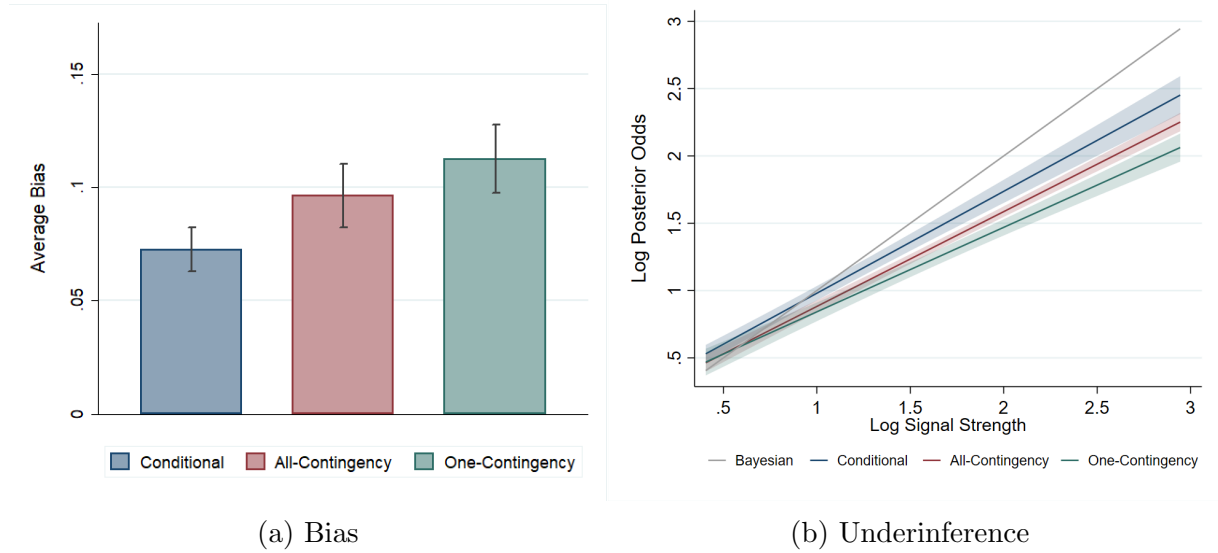 Average Bias
.15
.1
.05
0
Conditional
All-Contingency
One-Contingency
(a) Bias
Log Posterior Odds
3
2.5
2
1.5
1
.5
.5
1
1.5
2
2.5
3
Log Signal Strength
Bayesian
Conditional
All-Contingency
One-Contingency
(b) Underinference